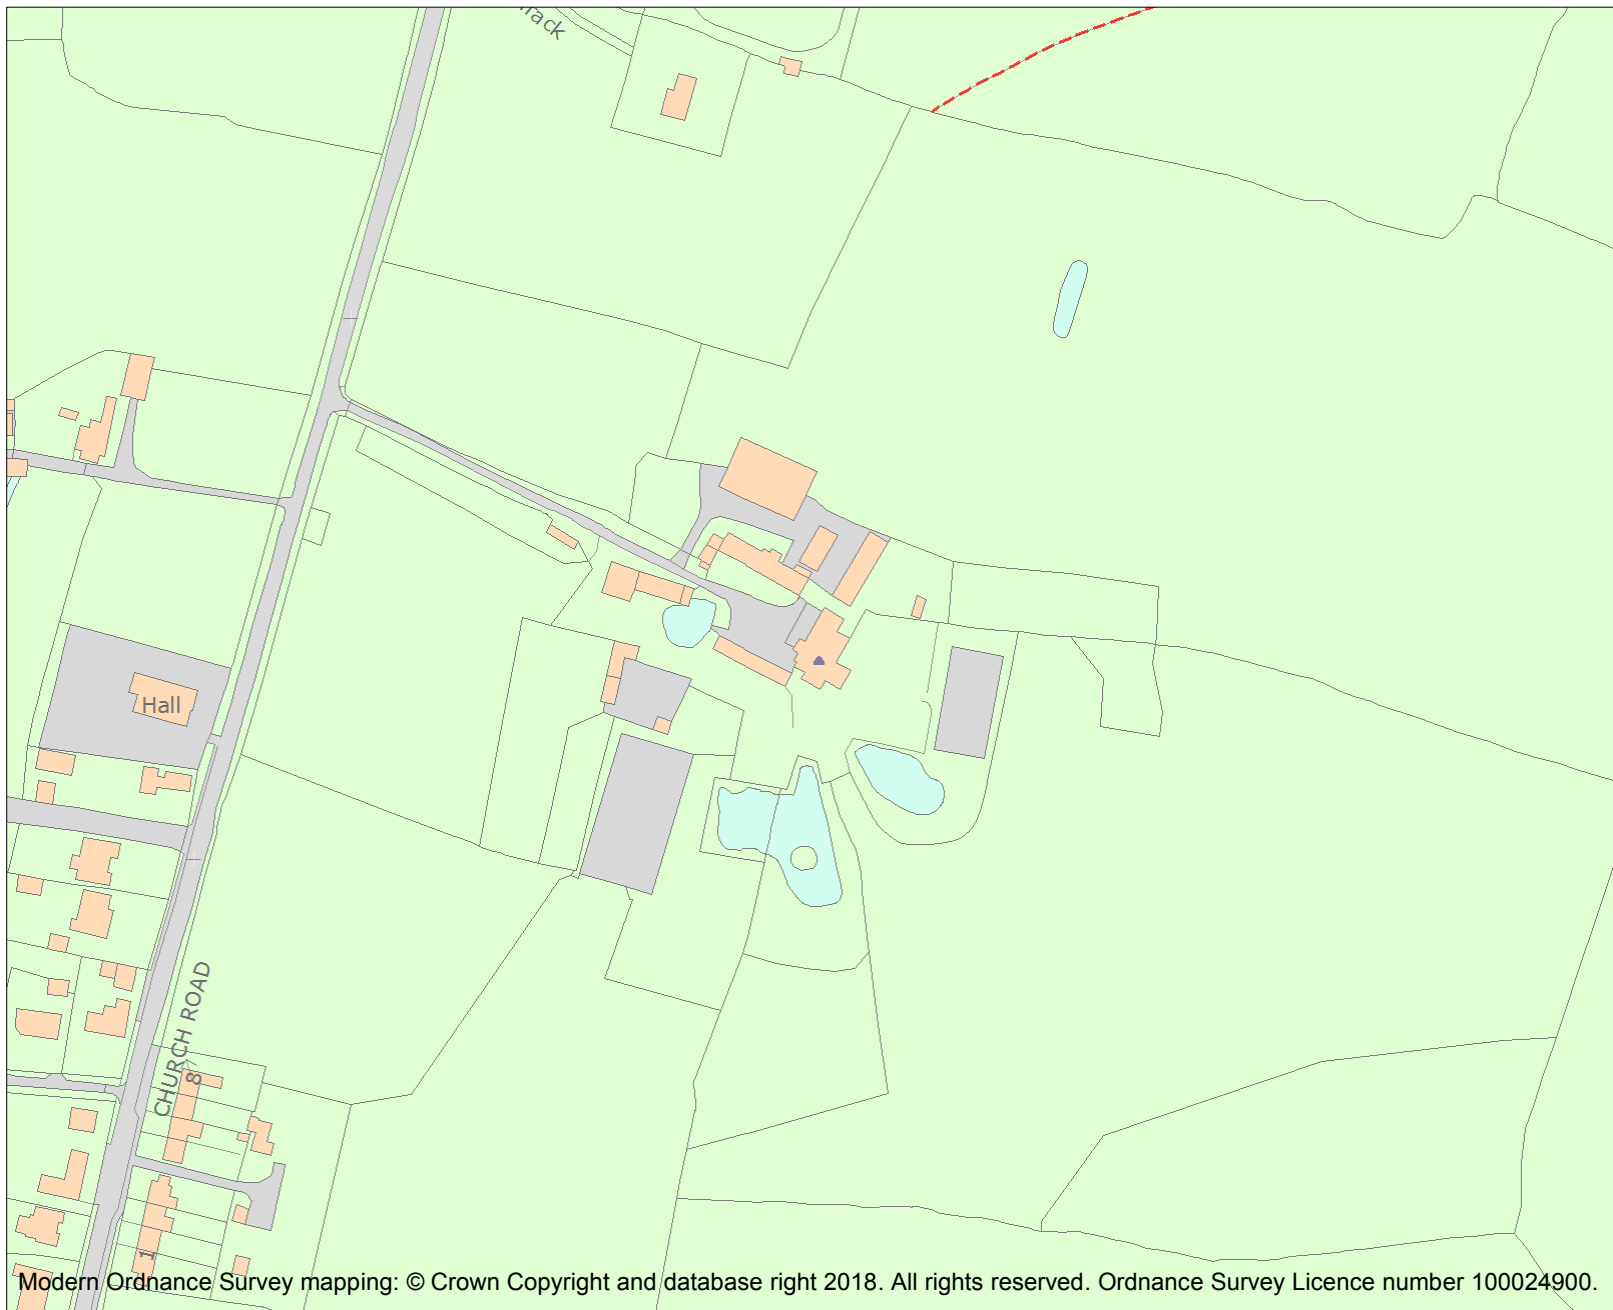 Track
Hall
CHURCH ROAD
8
1
Modern Ordnance Survey mapping: © Crown Copyright and database right 2018. All rights reserved. Ordnance Survey Licence number 100024900.